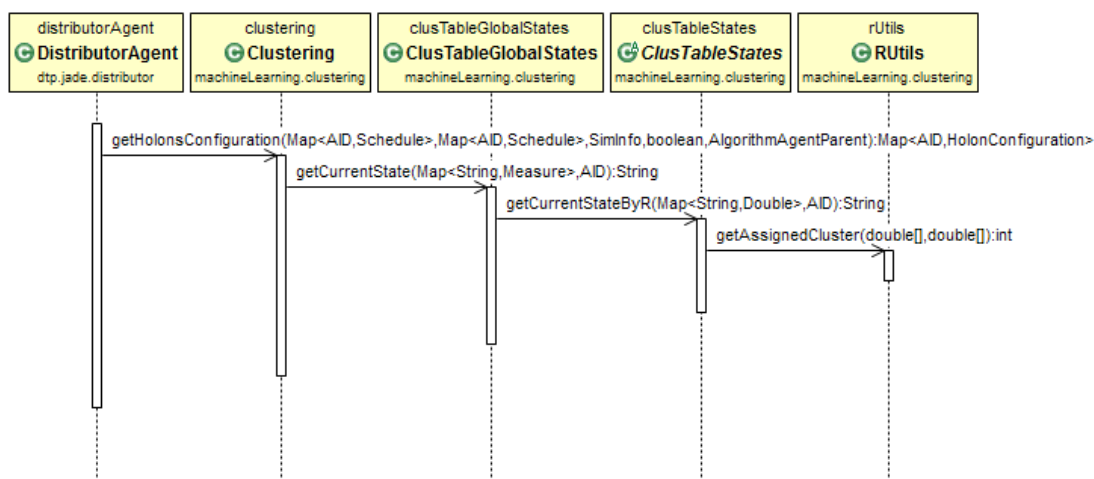 distributorAgent
DistributorAgent
dtp.jade.distributor
clustering
Clustering
machineLearning.clustering
clusTableGlobalStates
ClusTableGlobalStates
machineLearning.clustering
clusTableStates
ClusTableStates
machineLearning.clustering
rUtils
RUtils
machineLearning.clustering
getHolonsConfiguration(Map<AID,Schedule>,Map<AID,Schedule>,SimInfo,boolean,AlgorithmAgentParent):Map<AID,HolonConfiguration>
getCurrentState(Map<String,Measure>,AID):String
getCurrentStateByR(Map<String,Double>,AID):String
getAssignedCluster(double[],double[]):int